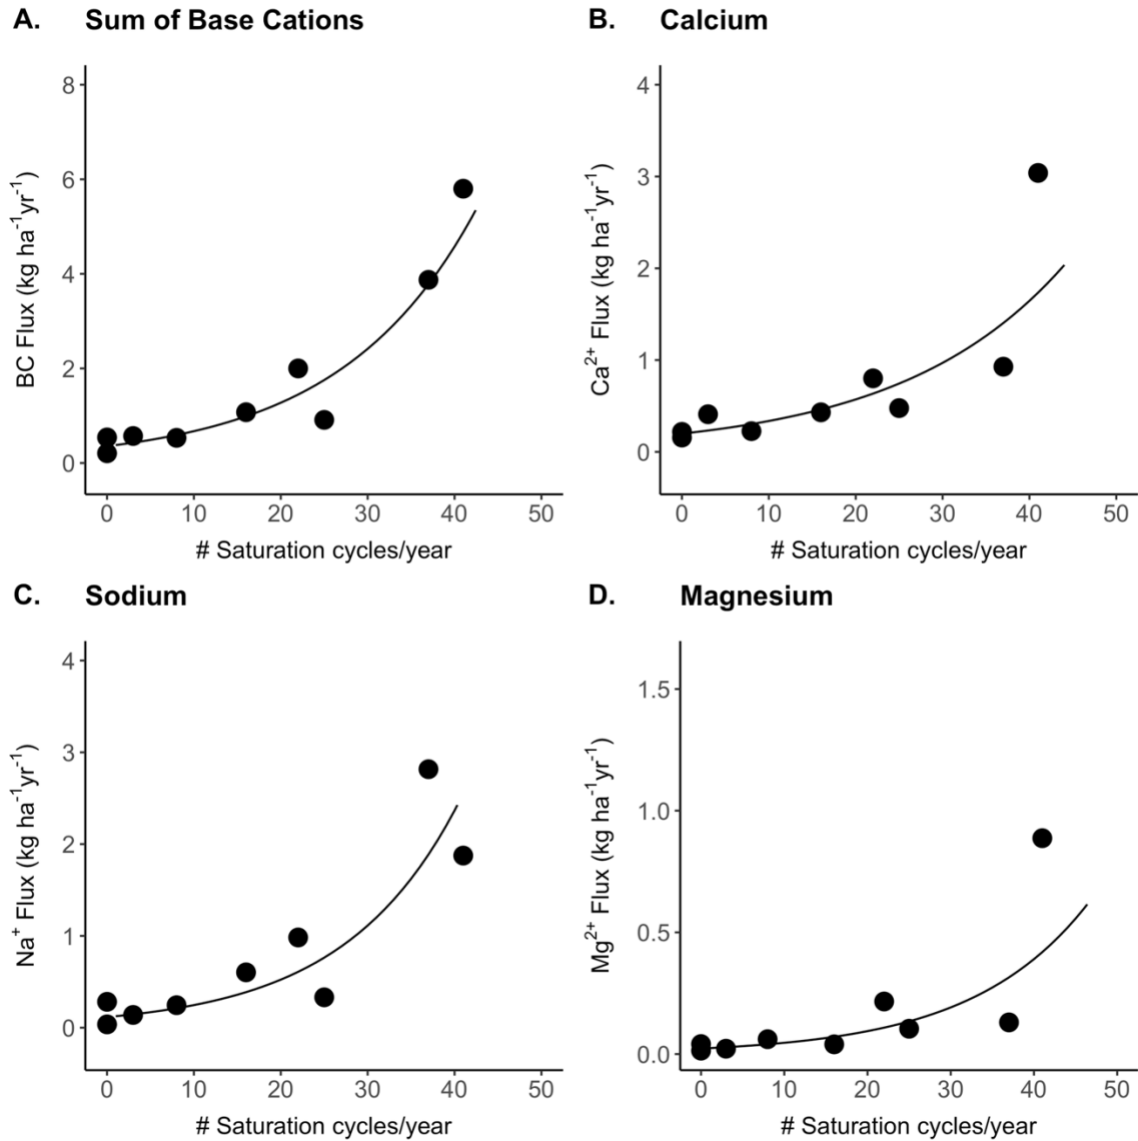 A. Sum of Base Cations
BC Flux (kg ha⁻¹yr⁻¹)
8
6
4
2
0
0 10 20 30 40 50
# Saturation cycles/year
B. Calcium
Ca²⁺ Flux (kg ha⁻¹yr⁻¹)
4
3
2
1
0
0 10 20 30 40 50
# Saturation cycles/year
C. Sodium
Na⁺ Flux (kg ha⁻¹yr⁻¹)
4
3
2
1
0
0 10 20 30 40 50
# Saturation cycles/year
D. Magnesium
Mg²⁺ Flux (kg ha⁻¹yr⁻¹)
1.5
1.0
0.5
0.0
0 10 20 30 40 50
# Saturation cycles/year